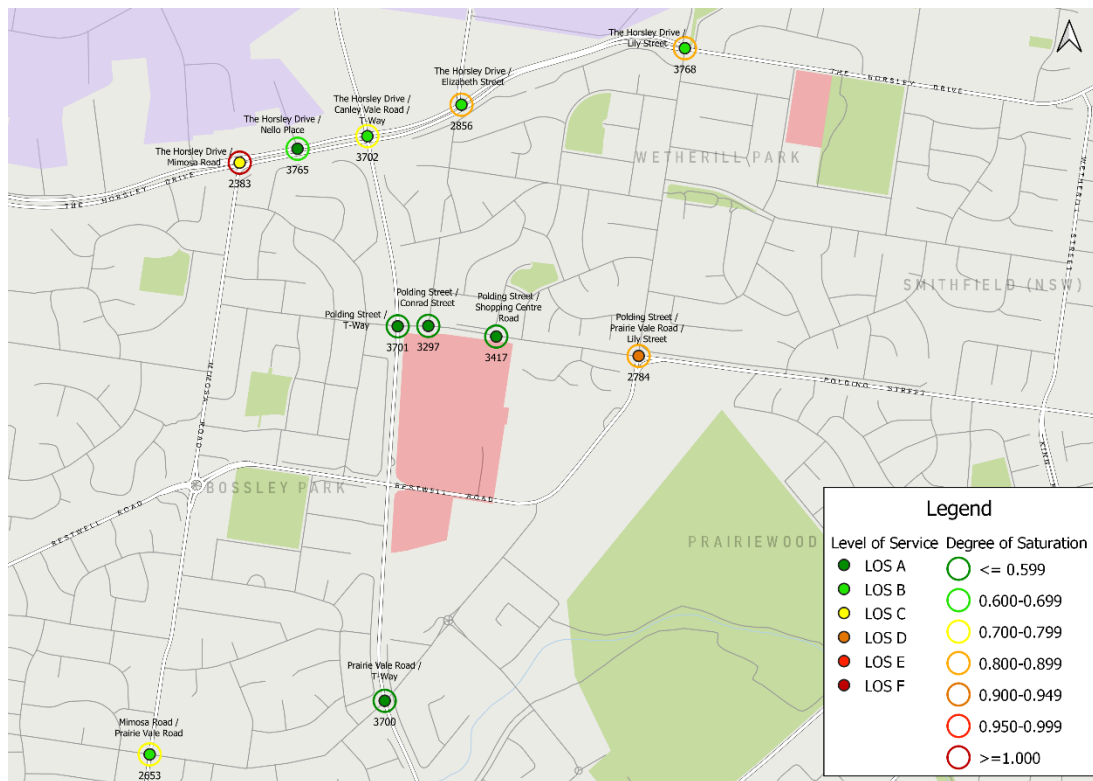 The Horsley Drive /
Lily Street
3768
THE HORSLEY DRIVE
The Horsley Drive /
Elizabeth Street
2856
The Horsley Drive /
Canley Vale Road /
T-Way
3702
The Horsley Drive /
Nello Place
3765
The Horsley Drive /
Mimosa Road
2383
THE HORSLEY DRIVE
WETHERILL PARK
WETHERILL STREET
SMITHFIELD (NSW)
Polding Street /
Conrad Street
3297
Polding Street /
Shopping Centre
Road
3417
Polding Street /
T-Way
3701
Polding Street /
Prairie Vale Road /
Lily Street
2784
POLDING STREET
MIMOSA ROAD
KING
BOSSLEY PARK
RESTWELL ROAD
RESTWELL ROAD
PRAIRIEWOOD
Prairie Vale Road /
T-Way
3700
Mimosa Road /
Prairie Vale Road
2653
Legend
Level of Service
LOS A
LOS B
LOS C
LOS D
LOS E
LOS F
Degree of Saturation
<= 0.599
0.600-0.699
0.700-0.799
0.800-0.899
0.900-0.949
0.950-0.999
>=1.000